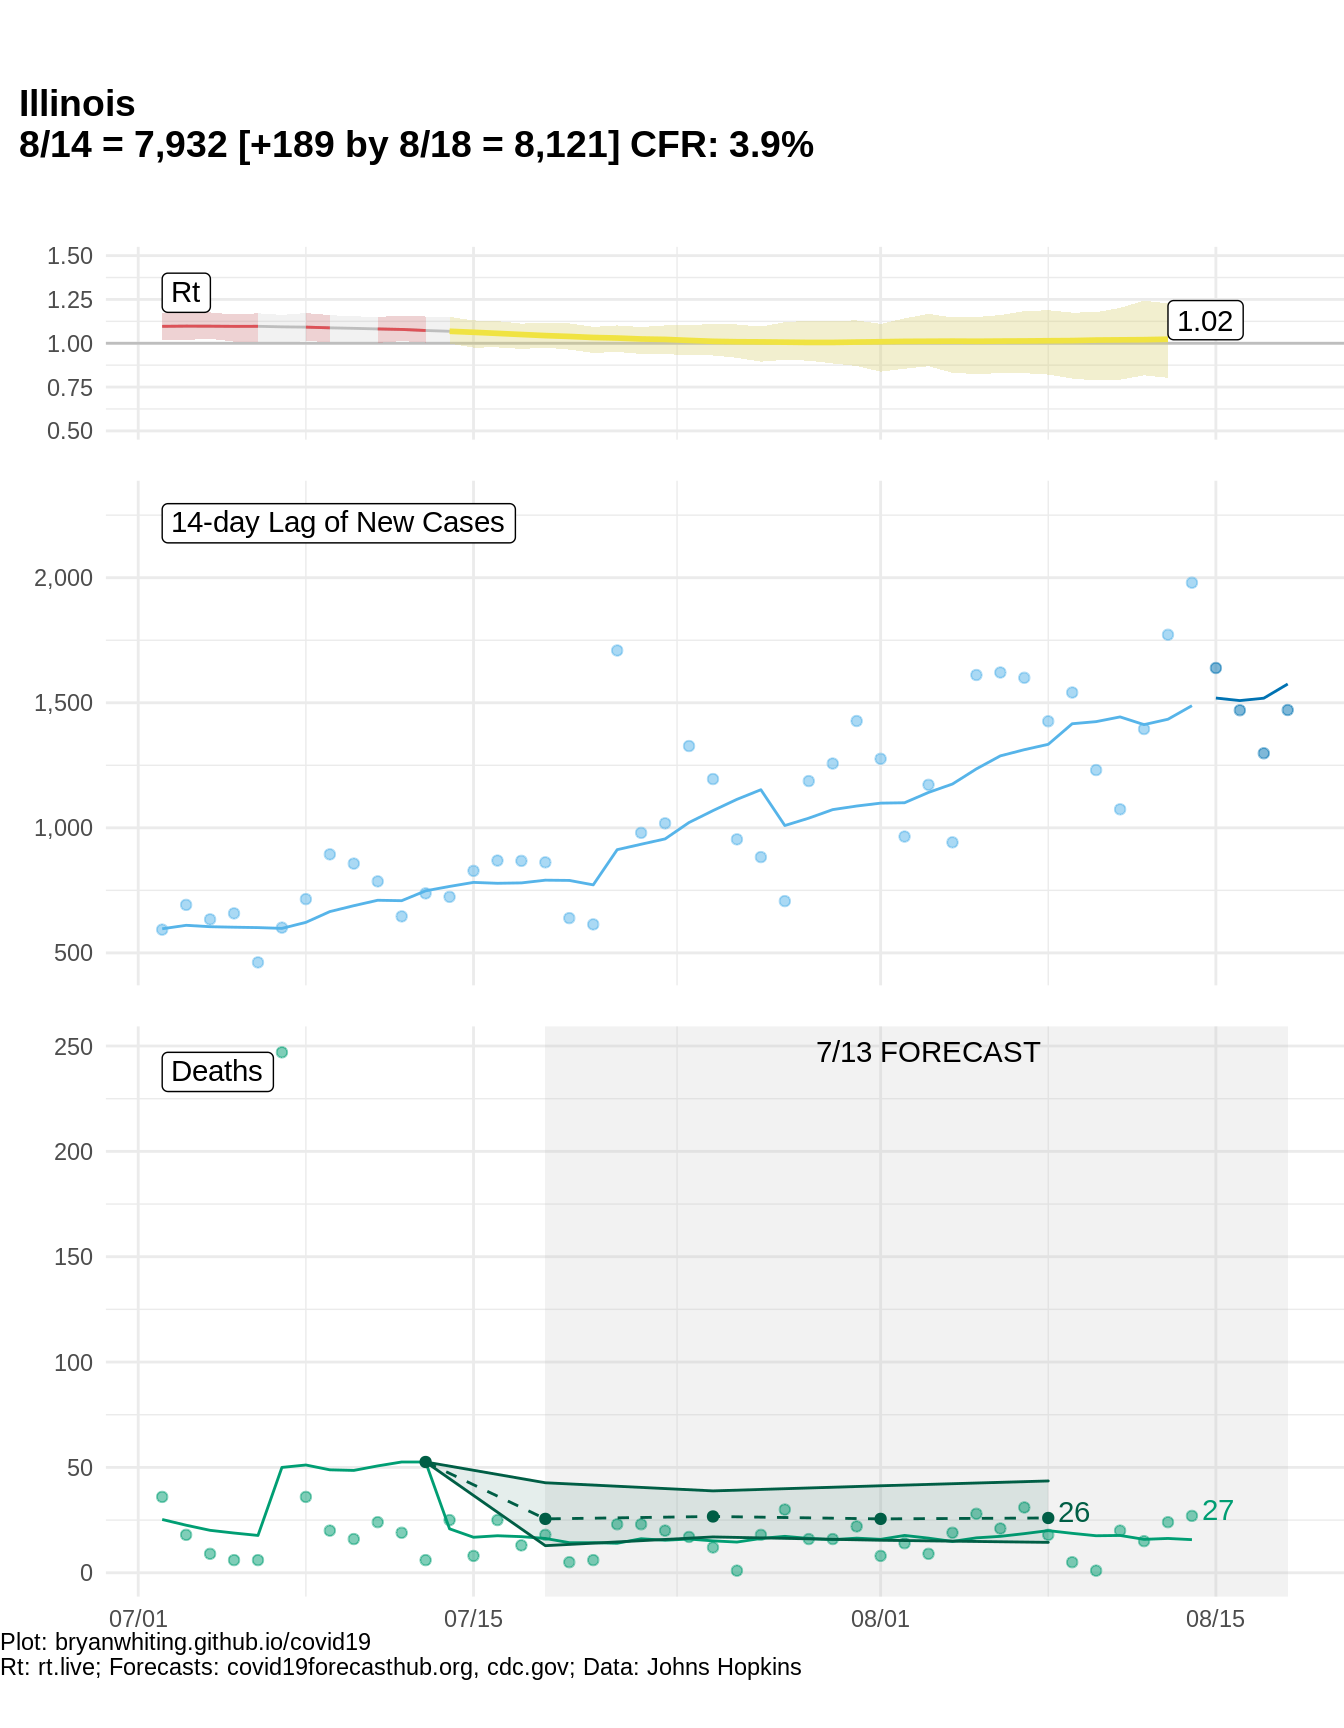 Illinois
8/14 = 7,932 [+189 by 8/18 = 8,121] CFR: 3.9%
1.50
Rt
1.25
1.02
1.00
0.75
0.50
14-day Lag of New Cases
2,000
1,500
1,000
500
250
Deaths
7/13 FORECAST
200
150
100
50
26
27
0
07/01
07/15
08/01
08/15
Plot: bryanwhiting.github.io/covid19
Rt: rt.live; Forecasts: covid19forecasthub.org, cdc.gov; Data: Johns Hopkins